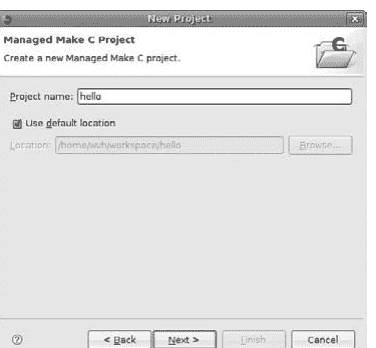 New Project
Managed Make C Project
Create a new Managed Make C project.
C
Project name: hello
Use default location
Location: /home/wuh/workspace/hello Browse...
< Back Next > Finish Cancel